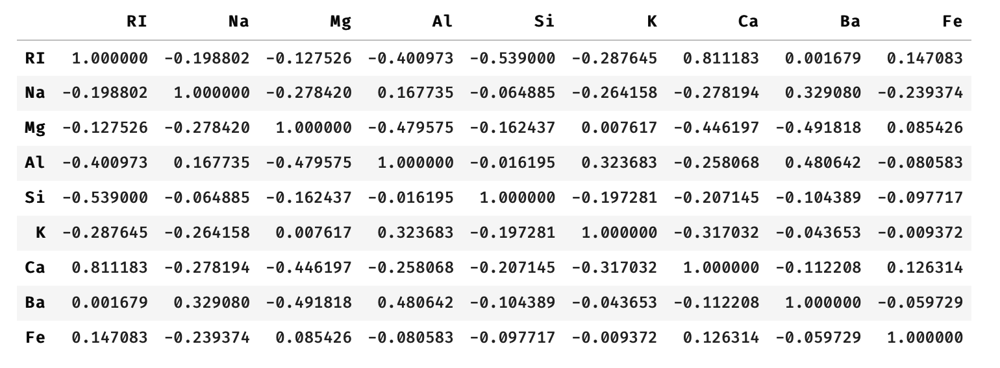 RI Na Mg Al Si K Ca Ba Fe
RI 1.000000 -0.198802 -0.127526 -0.400973 -0.539000 -0.287645 0.811183 0.001679 0.147083
Na -0.198802 1.000000 -0.278420 0.167735 -0.064885 -0.264158 -0.278194 0.329080 -0.239374
Mg -0.127526 -0.278420 1.000000 -0.479575 -0.162437 0.007617 -0.446197 -0.491818 0.085426
Al -0.400973 0.167735 -0.479575 1.000000 -0.016195 0.323683 -0.258068 0.480642 -0.080583
Si -0.539000 -0.064885 -0.162437 -0.016195 1.000000 -0.197281 -0.207145 -0.104389 -0.097717
K -0.287645 -0.264158 0.007617 0.323683 -0.197281 1.000000 -0.317032 -0.043653 -0.009372
Ca 0.811183 -0.278194 -0.446197 -0.258068 -0.207145 -0.317032 1.000000 -0.112208 0.126314
Ba 0.001679 0.329080 -0.491818 0.480642 -0.104389 -0.043653 -0.112208 1.000000 -0.059729
Fe 0.147083 -0.239374 0.085426 -0.080583 -0.097717 -0.009372 0.126314 -0.059729 1.000000